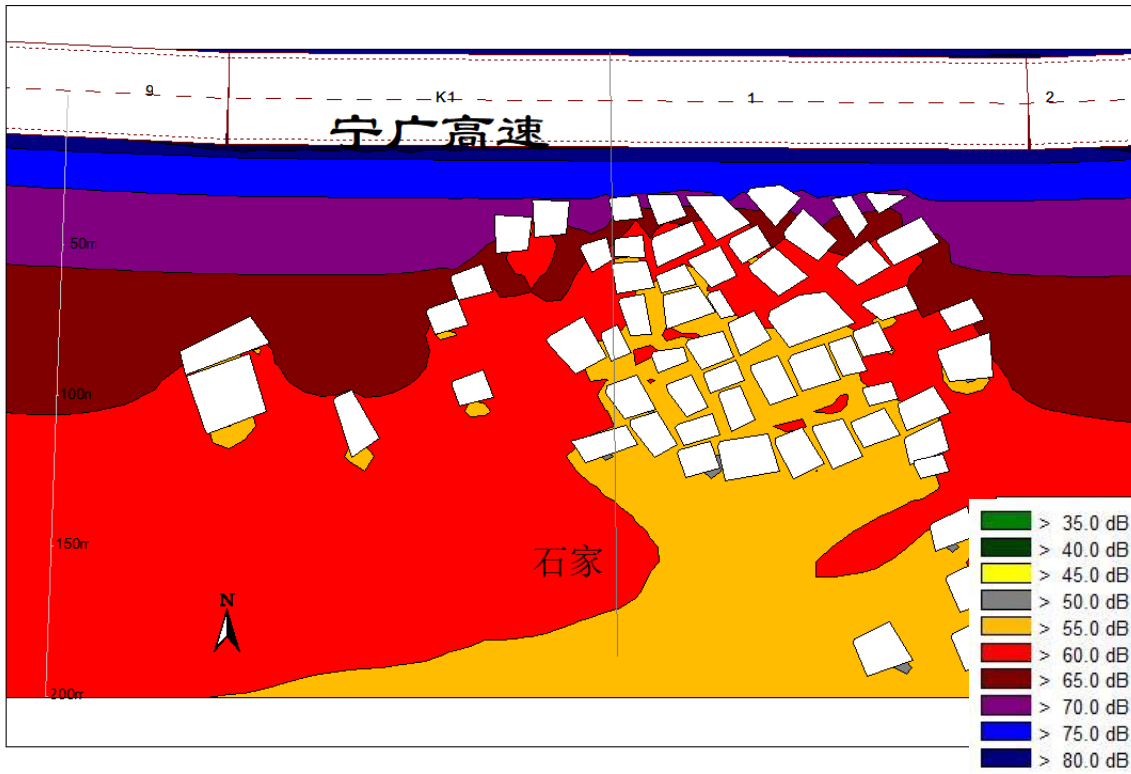 9 K1 1 2
宁广高速
50m
100m
150m
石家
N
200m
> 35.0 dB
> 40.0 dB
> 45.0 dB
> 50.0 dB
> 55.0 dB
> 60.0 dB
> 65.0 dB
> 70.0 dB
> 75.0 dB
> 80.0 dB